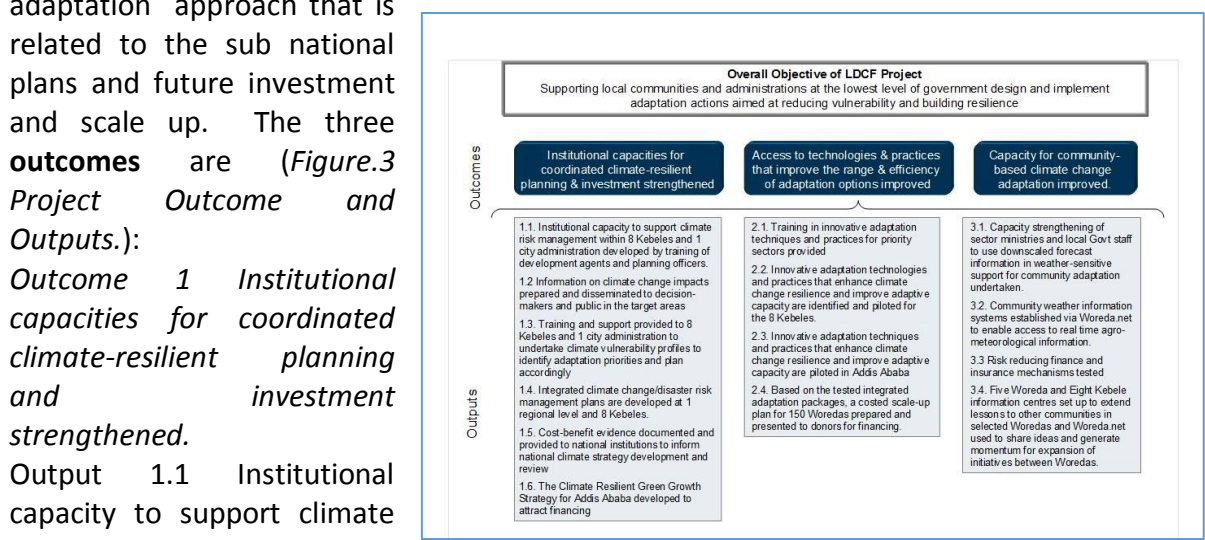 adaptation" approach that is
related to the sub national
plans and future investment
and scale up. The three
outcomes are (Figure.3
Project Outcome and
Outputs.):
Outcome 1 Institutional
capacities for coordinated
climate-resilient planning
and investment
strengthened.
Output 1.1 Institutional
capacity to support climate
Overall Objective of LDCF Project
Supporting local communities and administrations at the lowest level of government design and implement
adaptation actions aimed at reducing vulnerability and building resilience
Outcomes
Institutional capacities for
coordinated climate-resilient
planning & investment strengthened
Access to technologies & practices
that improve the range & efficiency
of adaptation options improved
Capacity for community-
based climate change
adaptation improved.
Outputs
1.1. Institutional capacity to support climate
risk management within 8 Kebeles and 1
city administration developed by training of
development agents and planning officers.
1.2 Information on climate change impacts
prepared and disseminated to decision-
makers and public in the target areas
1.3. Training and support provided to 8
Kebeles and 1 city administration to
undertake climate vulnerability profiles to
identify adaptation priorities and plan
accordingly
1.4. Integrated climate change/disaster risk
management plans are developed at 1
regional level and 8 Kebeles.
1.5. Cost-benefit evidence documented and
provided to national institutions to inform
national climate strategy development and
review
1.6. The Climate Resilient Green Growth
Strategy for Addis Ababa developed to
attract financing
2.1. Training in innovative adaptation
techniques and practices for priority
sectors provided
2.2. Innovative adaptation technologies
and practices that enhance climate
change resilience and improve adaptive
capacity are identified and piloted for
the 8 Kebeles.
2.3. Innovative adaptation techniques
and practices that enhance climate
change resilience and improve adaptive
capacity are piloted in Addis Ababa
2.4. Based on the tested integrated
adaptation packages, a costed scale-up
plan for 150 Woredas prepared and
presented to donors for financing.
3.1. Capacity strengthening of
sector ministries and local Govt staff
to use downscaled forecast
information in weather-sensitive
support for community adaptation
undertaken.
3.2. Community weather information
systems established via Woreda.net
to enable access to real time agro-
meteorological information.
3.3 Risk reducing finance and
insurance mechanisms tested
3.4. Five Woreda and Eight Kebele
information centres set up to extend
lessons to other communities in
selected Woredas and Woreda.net
used to share ideas and generate
momentum for expansion of
initiatives between Woredas.